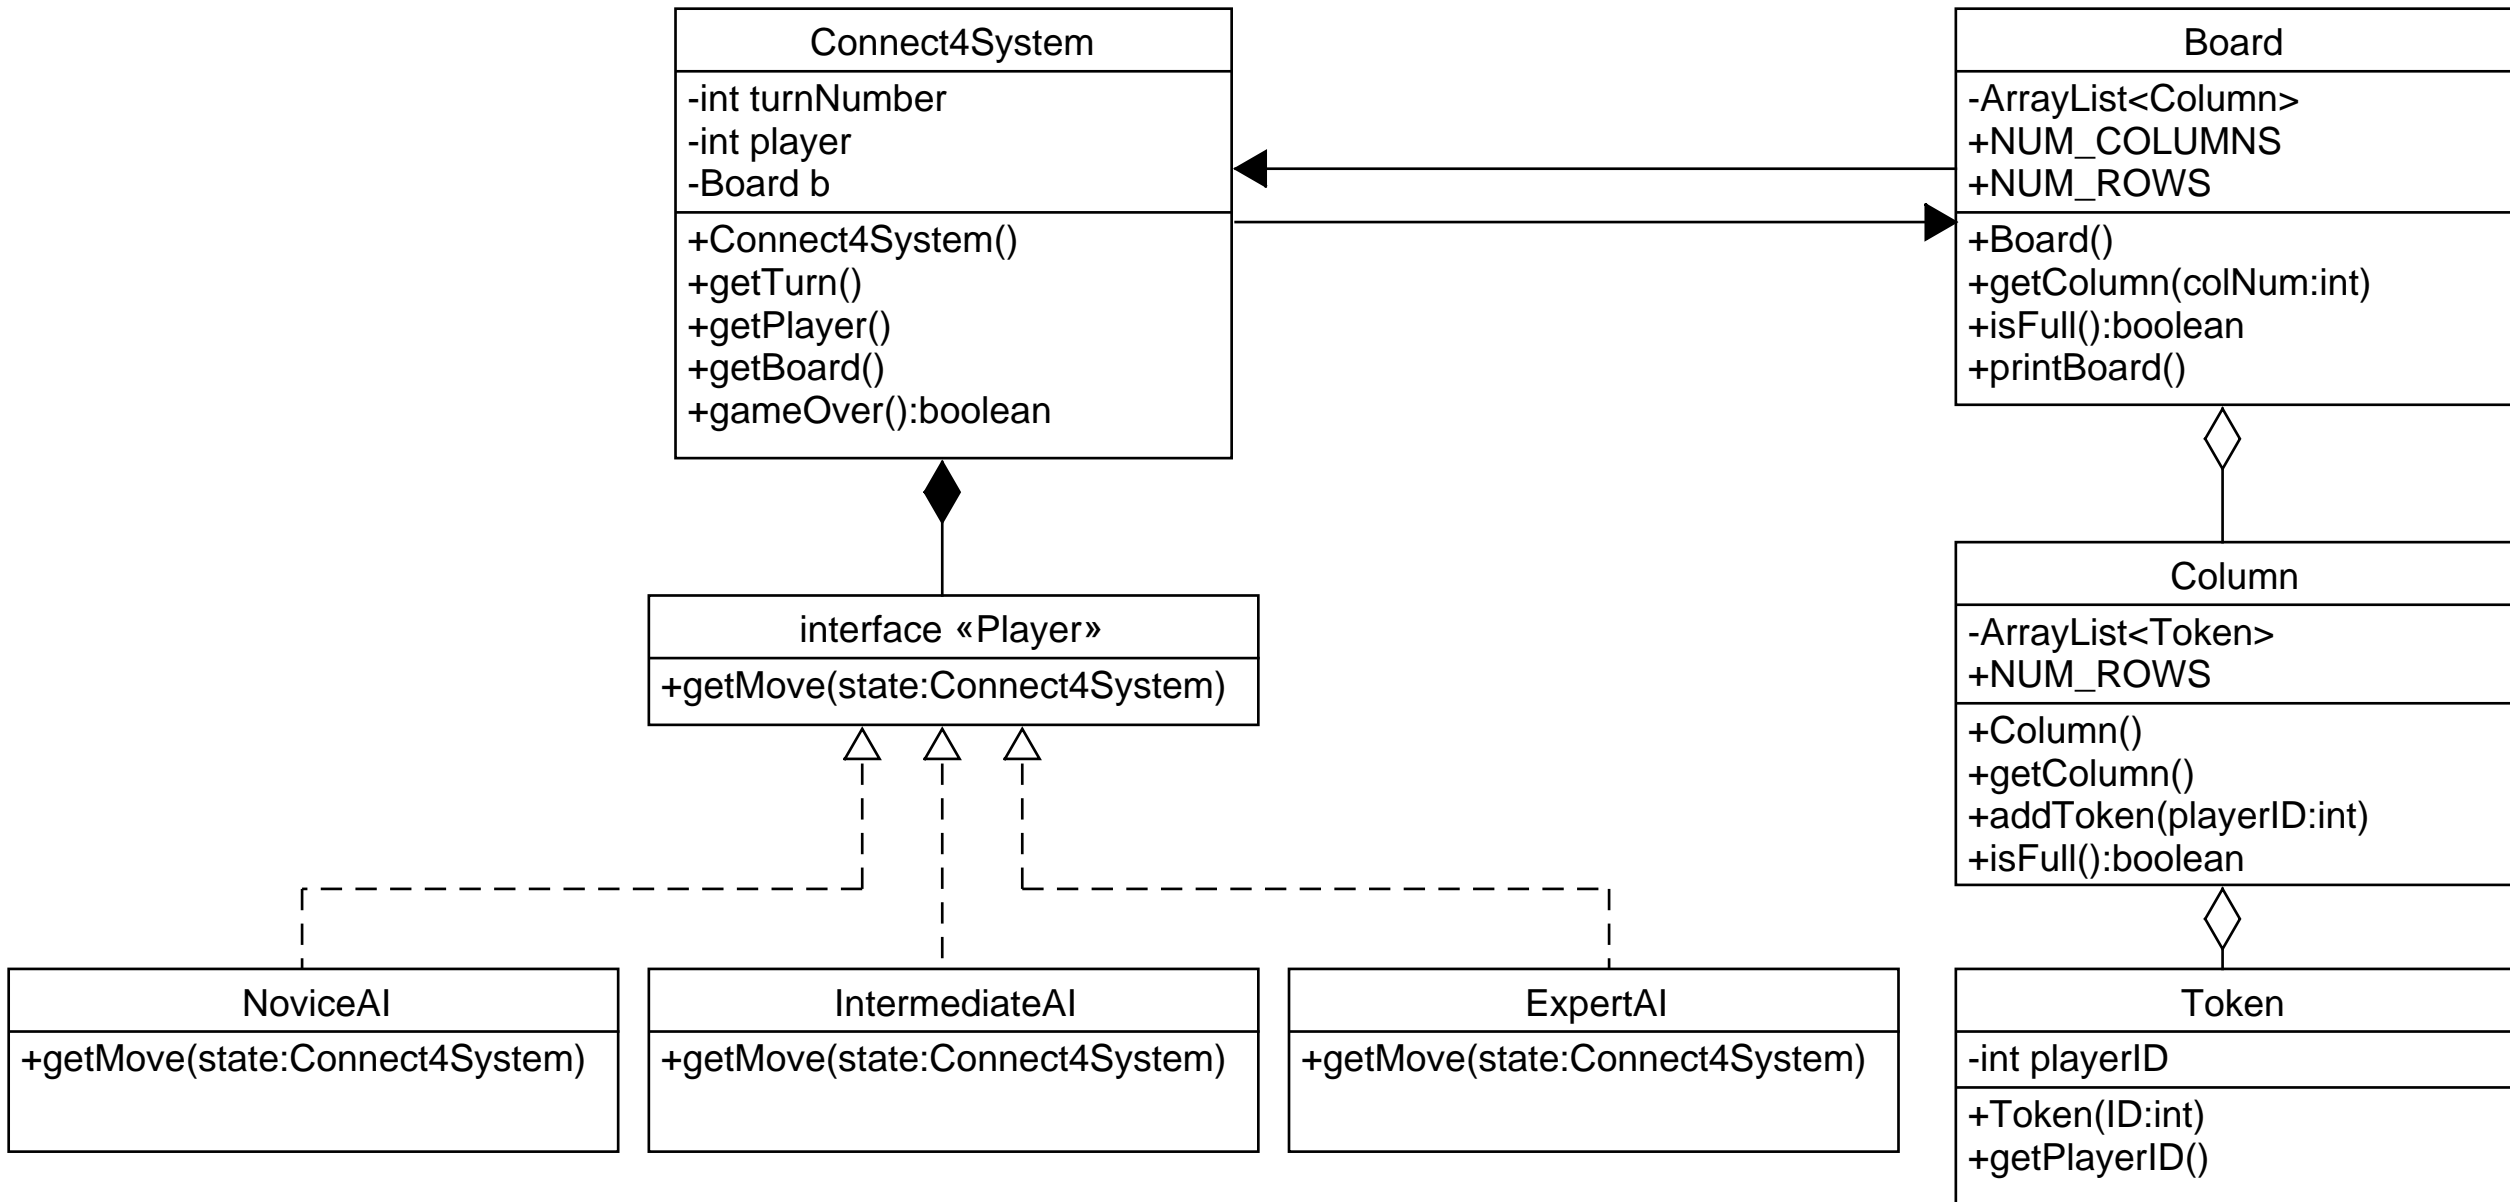 Connect4System
-int turnNumber
-int player
-Board b
+Connect4System()
+getTurn()
+getPlayer()
+getBoard()
+gameOver():boolean
Board
-ArrayList<Column>
+NUM_COLUMNS
+NUM_ROWS
+Board()
+getColumn(colNum:int)
+isFull():boolean
+printBoard()
interface «Player»
+getMove(state:Connect4System)
Column
-ArrayList<Token>
+NUM_ROWS
+Column()
+getColumn()
+addToken(playerID:int)
+isFull():boolean
NoviceAI
+getMove(state:Connect4System)
IntermediateAI
+getMove(state:Connect4System)
ExpertAI
+getMove(state:Connect4System)
Token
-int playerID
+Token(ID:int)
+getPlayerID()